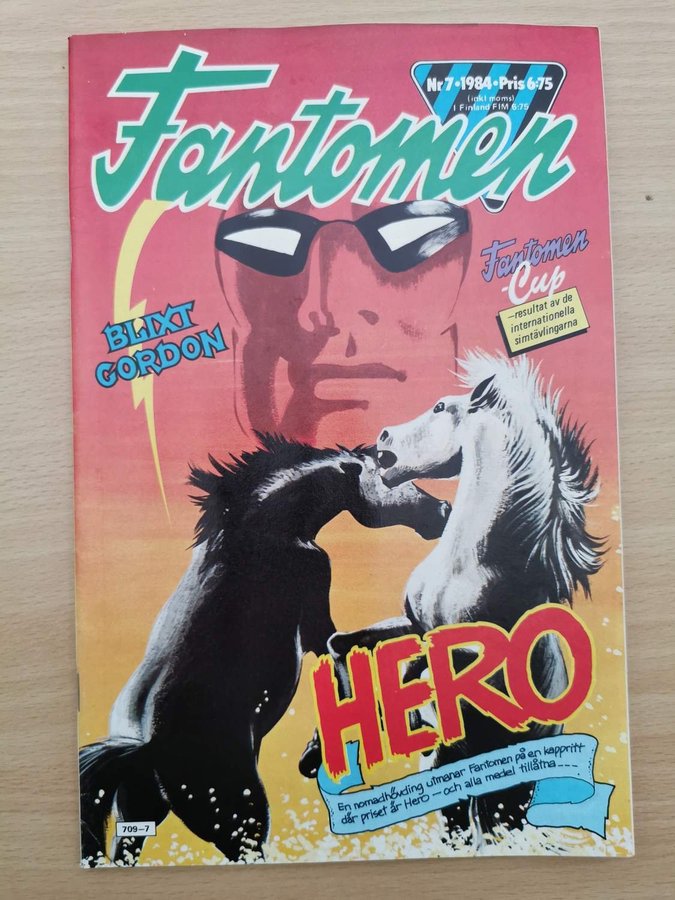 Fantomen
Nr 7 • 1984 • Pris 6:75
(inkl moms)
I Finland FIM 6:75
Fantomen
-Cup
—resultat av de
internationella
simtävlingarna
BLIXT
GORDON
HERO
En nomadhövding utmanar Fantomen på en kappritt
där priset är Hero — och alla medel tillåtna ----
709—7